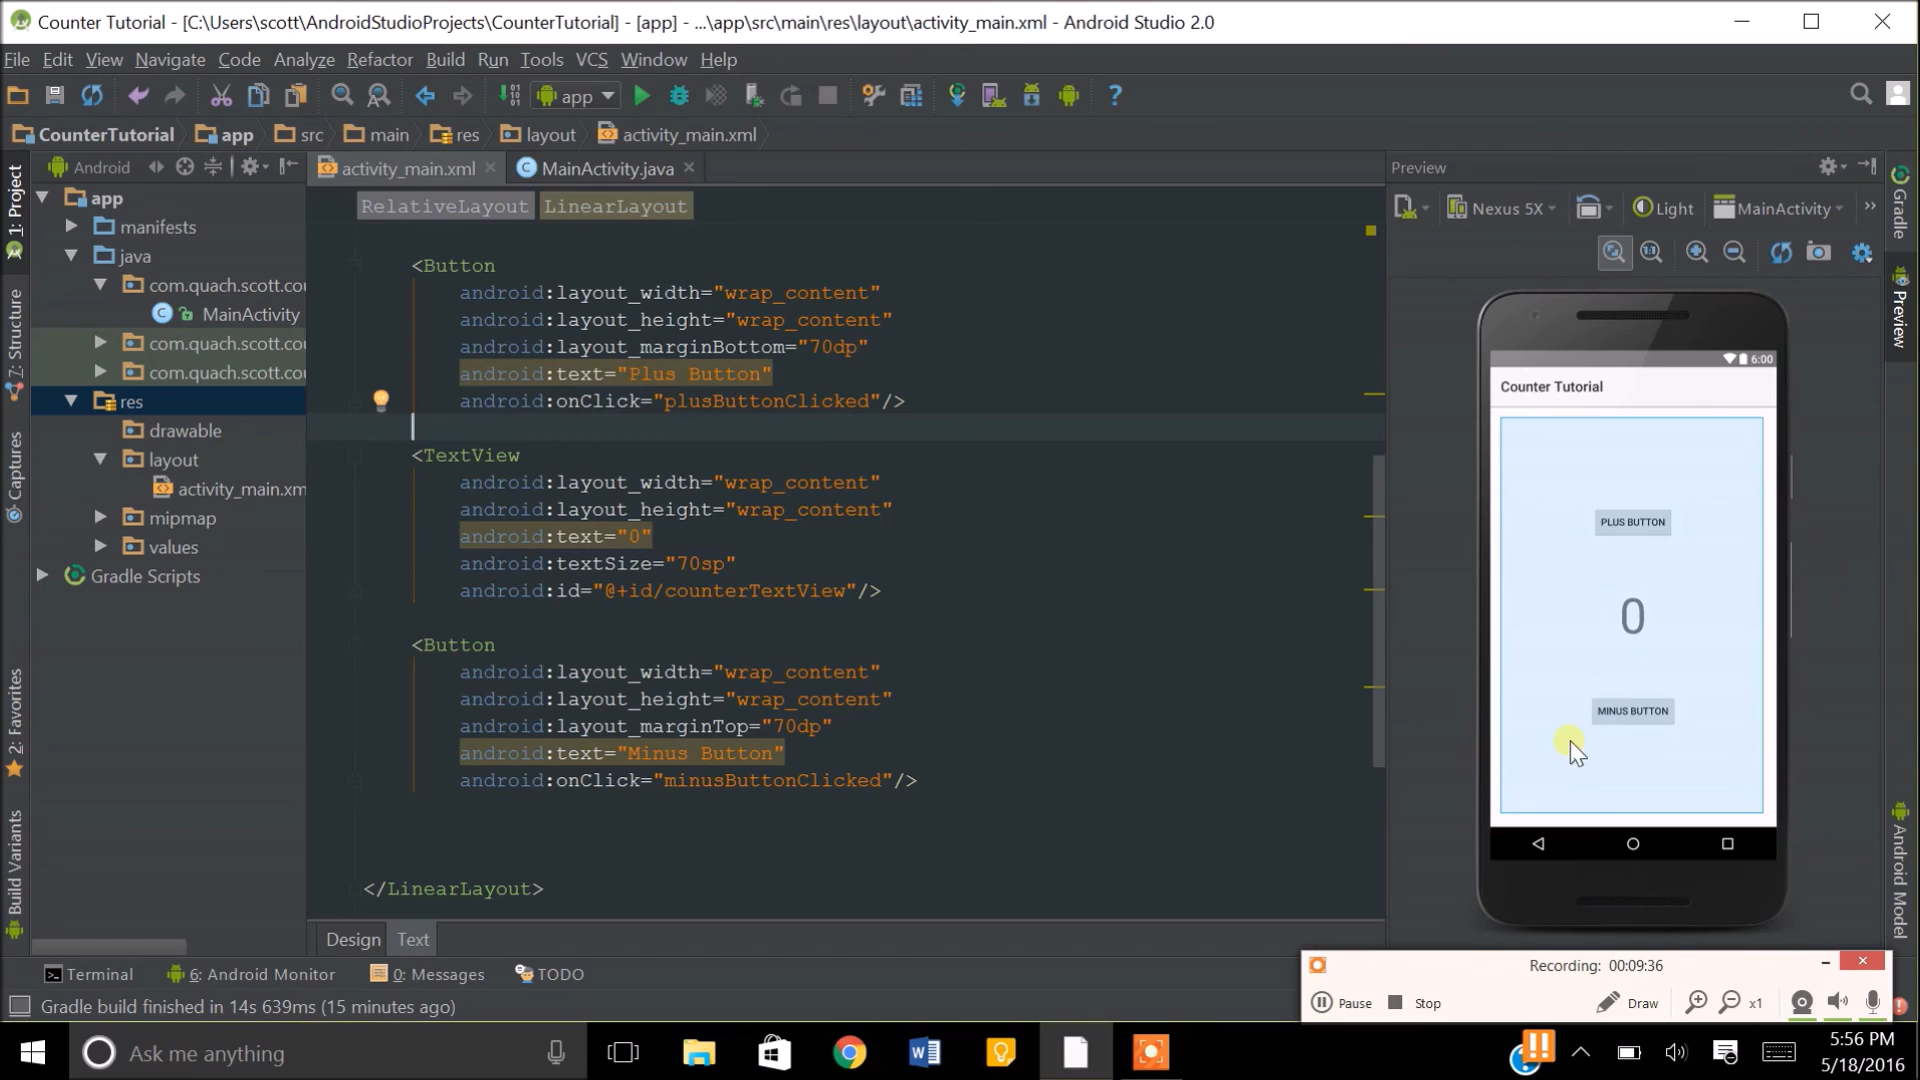 Counter Tutorial - [C:\Users\scott\AndroidStudioProjects\CounterTutorial] - [app] - ...\app\src\main\res\layout\activity_main.xml - Android Studio 2.0
File Edit View Navigate Code Analyze Refactor Build Run Tools VCS Window Help
app
CounterTutorial app src main res layout activity_main.xml
Android
activity_main.xml
MainActivity.java
Preview
1: Project
7: Structure
Captures
2: Favorites
Build Variants
app
manifests
java
com.quach.scott.cou
MainActivity
com.quach.scott.cou
com.quach.scott.cou
res
drawable
layout
activity_main.xm
mipmap
values
Gradle Scripts
RelativeLayout LinearLayout
<Button
android:layout_width="wrap_content"
android:layout_height="wrap_content"
android:layout_marginBottom="70dp"
android:text="Plus Button"
android:onClick="plusButtonClicked"/>
<TextView
android:layout_width="wrap_content"
android:layout_height="wrap_content"
android:text="0"
android:textSize="70sp"
android:id="@+id/counterTextView"/>
<Button
android:layout_width="wrap_content"
android:layout_height="wrap_content"
android:layout_marginTop="70dp"
android:text="Minus Button"
android:onClick="minusButtonClicked"/>
</LinearLayout>
Design Text
Nexus 5X Light MainActivity
6:00
Counter Tutorial
PLUS BUTTON
0
MINUS BUTTON
Gradle
Preview
Android Model
Terminal 6: Android Monitor 0: Messages TODO
Gradle build finished in 14s 639ms (15 minutes ago)
Recording: 00:09:36
Pause Stop Draw x1
Ask me anything
5:56 PM
5/18/2016